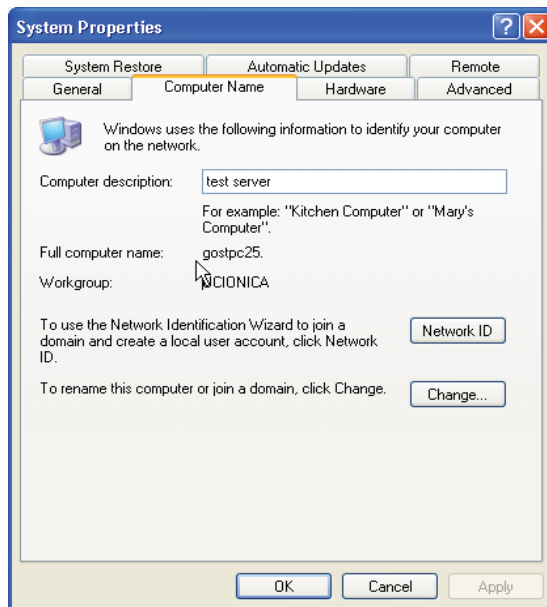 System Properties
System Restore
Automatic Updates
Remote
General
Computer Name
Hardware
Advanced
Windows uses the following information to identify your computer
on the network.
Computer description:
test server
For example: "Kitchen Computer" or "Mary's
Computer".
Full computer name:
gostpc25.
Workgroup:
To use the Network Identification Wizard to join a
domain and create a local user account, click Network
ID.
Network ID
To rename this computer or join a domain, click Change.
Change...
OK
Cancel
Apply